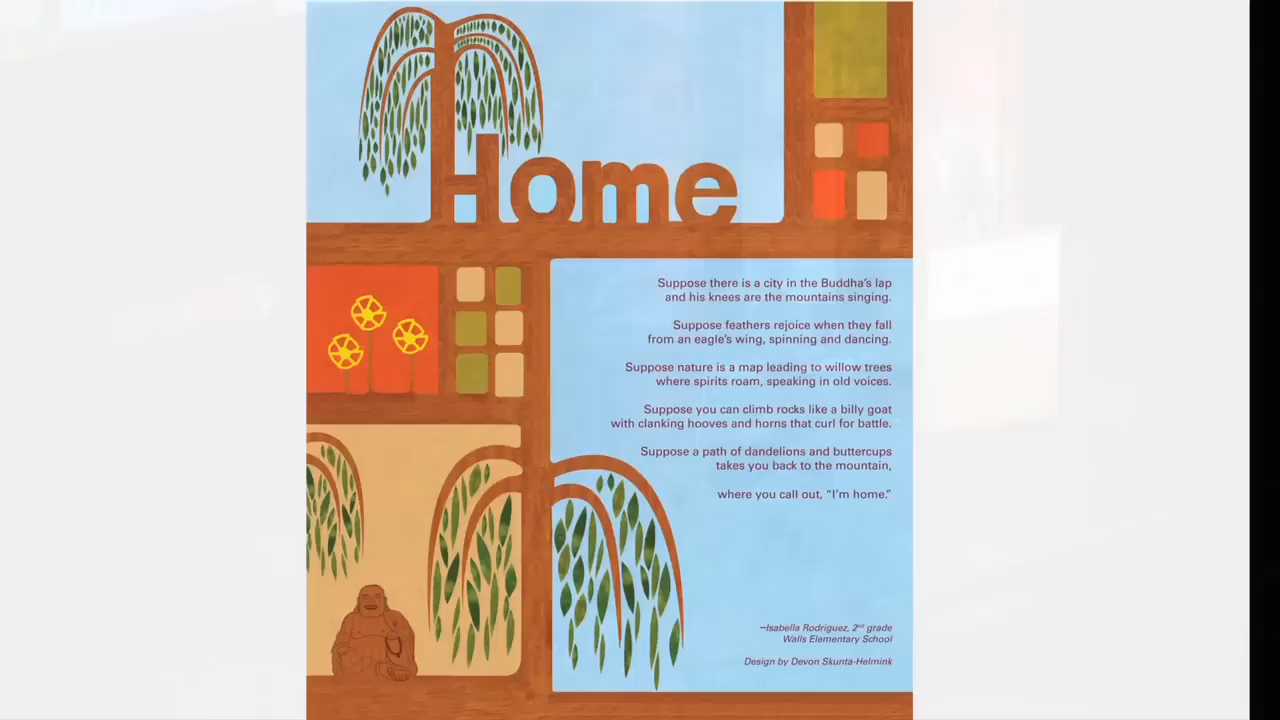 Home
Suppose there is a city in the Buddha’s lap
and his knees are the mountains singing.
Suppose feathers rejoice when they fall
from an eagle’s wing, spinning and dancing.
Suppose nature is a map leading to willow trees
where spirits roam, speaking in old voices.
Suppose you can climb rocks like a billy goat
with clanking hooves and horns that curl for battle.
Suppose a path of dandelions and buttercups
takes you back to the mountain,
where you call out, “I’m home.”
—Isabella Rodriguez, 2nd grade
Walls Elementary School
Design by Devon Skunta-Helmink